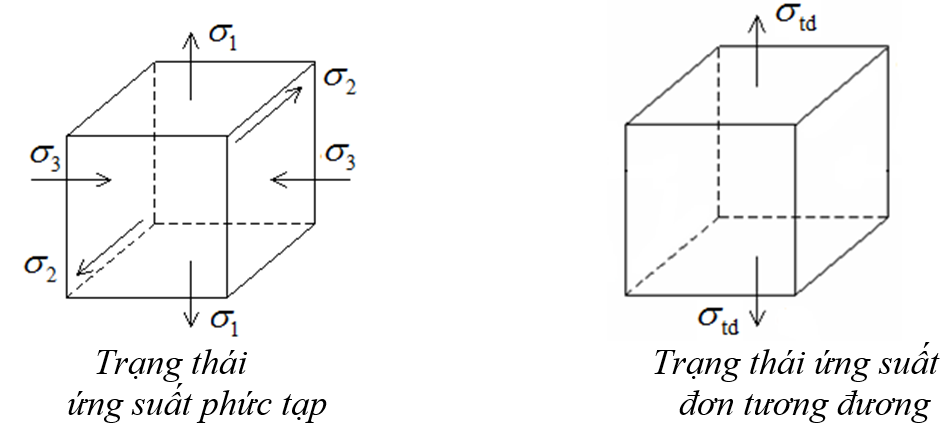 σ₁
σ₂
σ₃
σ₃
σ₂
σ₁
Trạng thái
ứng suất phức tạp
σtd
σtd
Trạng thái ứng suất
đơn tương đương